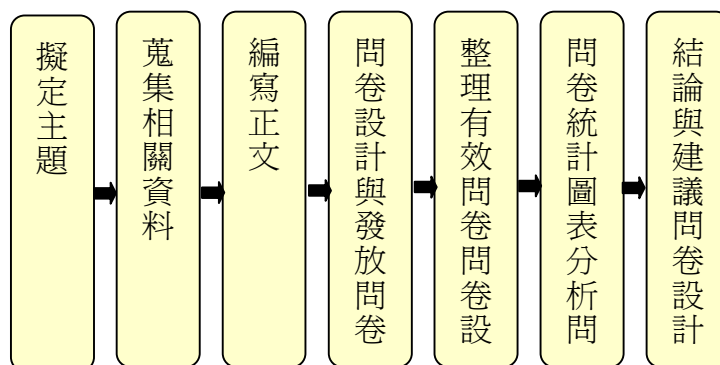 擬定主題
蒐集相關資料
編寫正文
問卷設計與發放問卷
整理有效問卷問卷設
問卷統計圖表分析問
結論與建議問卷設計